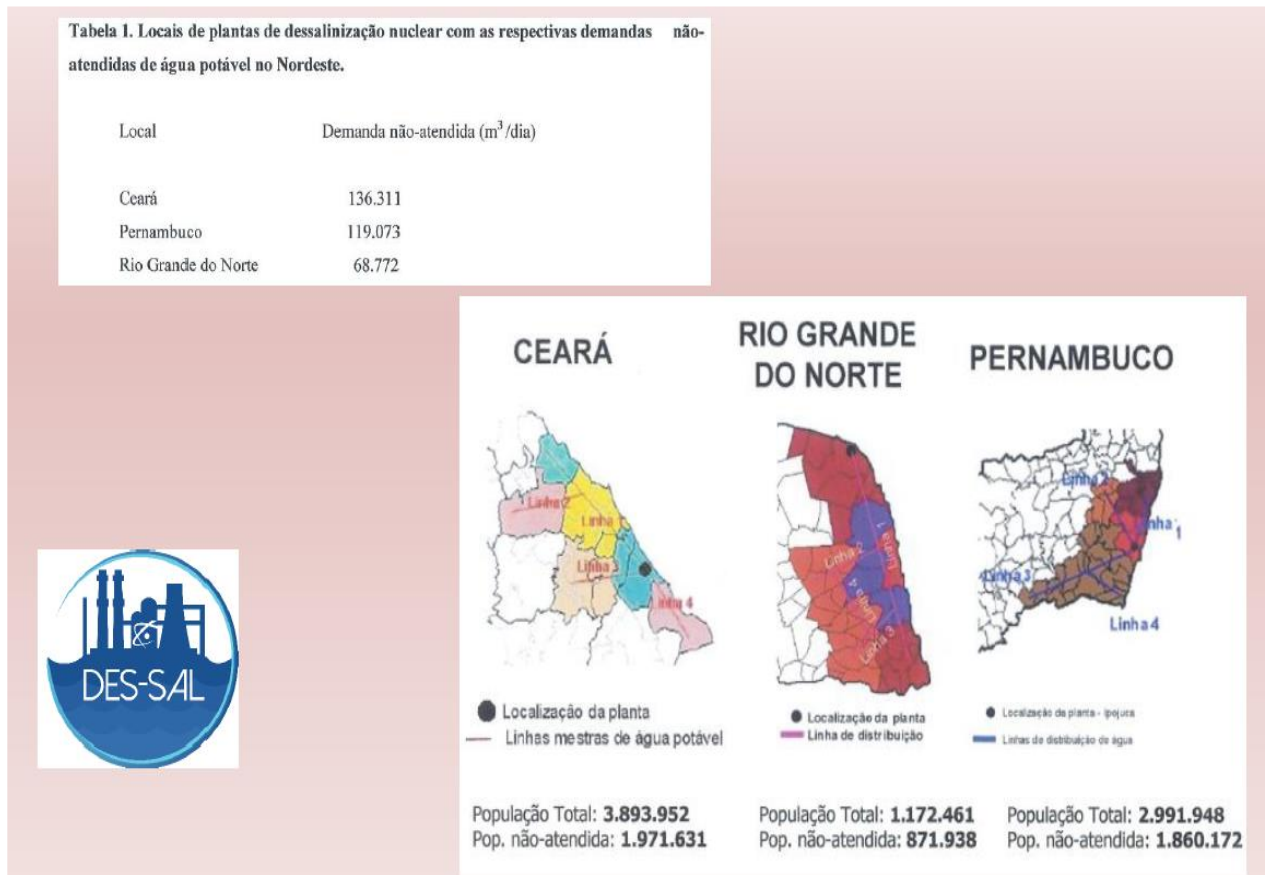 Tabela 1. Locais de plantas de dessalinização nuclear com as respectivas demandas não-
atendidas de água potável no Nordeste.
Local Demanda não-atendida (m³/dia)
Ceará 136.311
Pernambuco 119.073
Rio Grande do Norte 68.772
CEARÁ
Linha 2
Linha
Linha 3
Linha 4
Localização da planta
Linhas mestras de água potável
População Total: 3.893.952
Pop. não-atendida: 1.971.631
RIO GRANDE
DO NORTE
Linha
Linha 2
Linha 4
Linha 3
Localização da planta
Linha de distribuição
População Total: 1.172.461
Pop. não-atendida: 871.938
PERNAMBUCO
Linha 2
Linha 1
Linha 3
Linha 4
Localização da planta - Ipojuca
Linhas de distribuição de água
População Total: 2.991.948
Pop. não-atendida: 1.860.172
DES-SAL